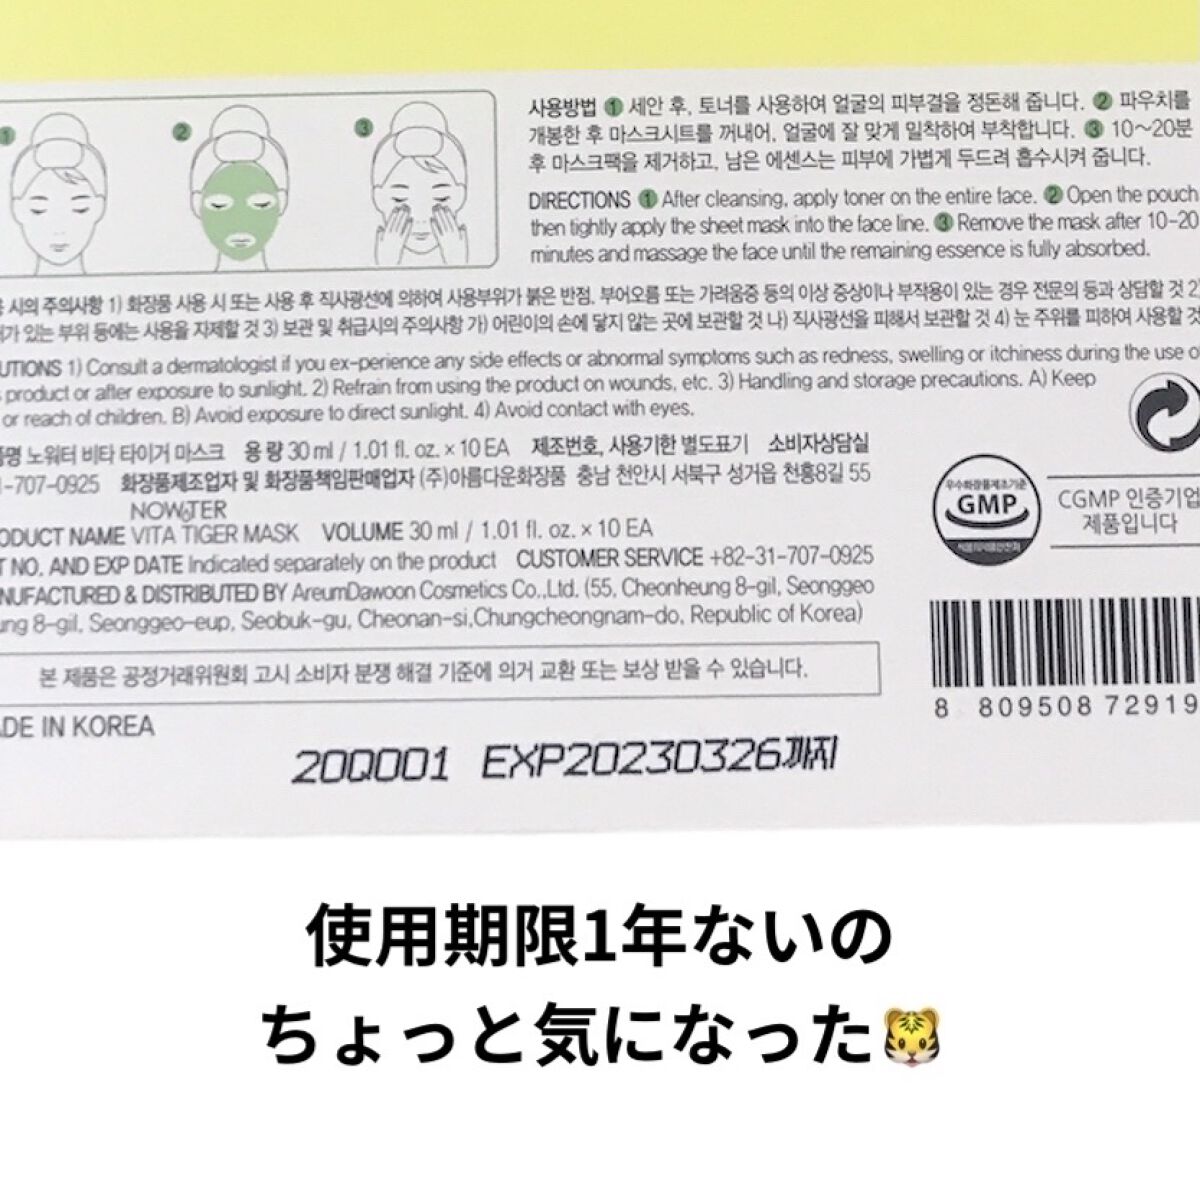 1
2
3
사용방법 1 세안 후, 토너를 사용하여 얼굴의 피부결을 정돈해 줍니다. 2 파우치를
개봉한 후 마스크시트를 꺼내어, 얼굴에 잘 맞게 밀착하여 부착합니다. 3 10~20분
후 마스크팩을 제거하고, 남은 에센스는 피부에 가볍게 두드려 흡수시켜 줍니다.
DIRECTIONS 1 After cleansing, apply toner on the entire face. 2 Open the pouch
then tightly apply the sheet mask into the face line. 3 Remove the mask after 10-20
minutes and massage the face until the remaining essence is fully absorbed.
시의 주의사항 1) 화장품 사용 시 또는 사용 후 직사광선에 의하여 사용부위가 붉은 반점, 부어오름 또는 가려움증 등의 이상 증상이나 부작용이 있는 경우 전문의 등과 상담할 것 2)
가 있는 부위 등에는 사용을 자제할 것 3) 보관 및 취급시의 주의사항 가) 어린이의 손에 닿지 않는 곳에 보관할 것 나) 직사광선을 피해서 보관할 것 4) 눈 주위를 피하여 사용할 것
UTIONS 1) Consult a dermatologist if you ex-perience any side effects or abnormal symptoms such as redness, swelling or itchiness during the use of
product or after exposure to sunlight. 2) Refrain from using the product on wounds, etc. 3) Handling and storage precautions. A) Keep
or reach of children. B) Avoid exposure to direct sunlight. 4) Avoid contact with eyes.
품명 노워터 비타 타이거 마스크 용 량 30 ml / 1.01 fl. oz. × 10 EA 제조번호, 사용기한 별도표기 소비자상담실
1-707-0925 화장품제조업자 및 화장품책임판매업자 (주)아름다운화장품 충남 천안시 서북구 성거읍 천흥8길 55
NOWATER
ODUCT NAME VITA TIGER MASK VOLUME 30 ml / 1.01 fl. oz. × 10 EA
T NO. AND EXP DATE Indicated separately on the product CUSTOMER SERVICE +82-31-707-0925
NUFACTURED & DISTRIBUTED BY AreumDawoon Cosmetics Co.,Ltd. (55, Cheonheung 8-gil, Seonggeo
ung 8-gil, Seonggeo-eup, Seobuk-gu, Cheonan-si,Chungcheongnam-do, Republic of Korea)
우수화장품제조기준
GMP
CGMP 인증기업
제품입니다
본 제품은 공정거래위원회 고시 소비자 분쟁 해결 기준에 의거 교환 또는 보상 받을 수 있습니다.
ADE IN KOREA
8 809508 72919
20Q001 EXP20230326까지
使用期限1年ないの
ちょっと気になった🐯